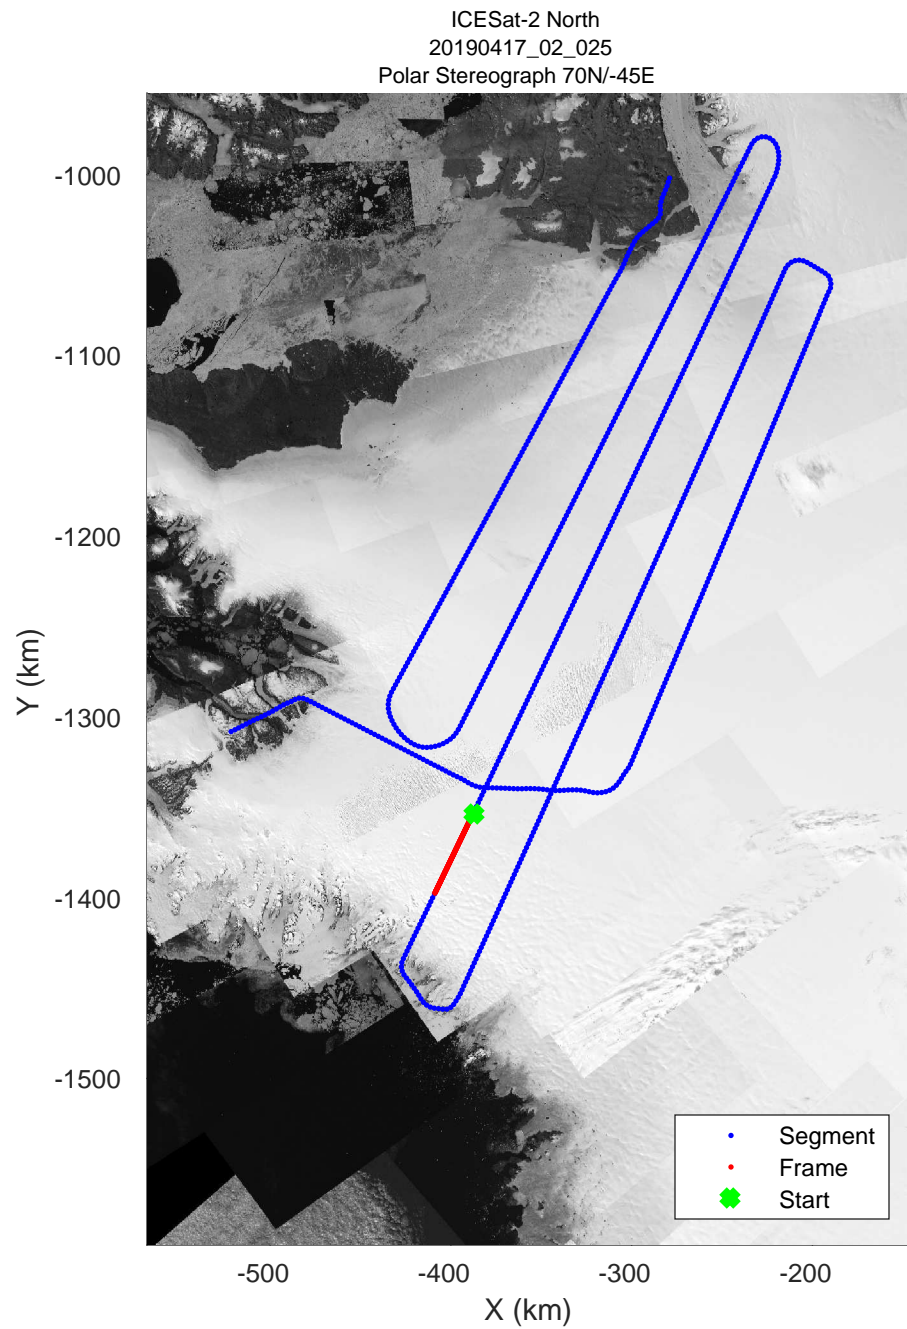 ICESat-2 North
20190417_02_025
Polar Stereograph 70N/-45E
-1000
-1100
-1200
-1300
-1400
-1500
Y (km)
-500
-400
-300
-200
X (km)
Segment
Frame
Start